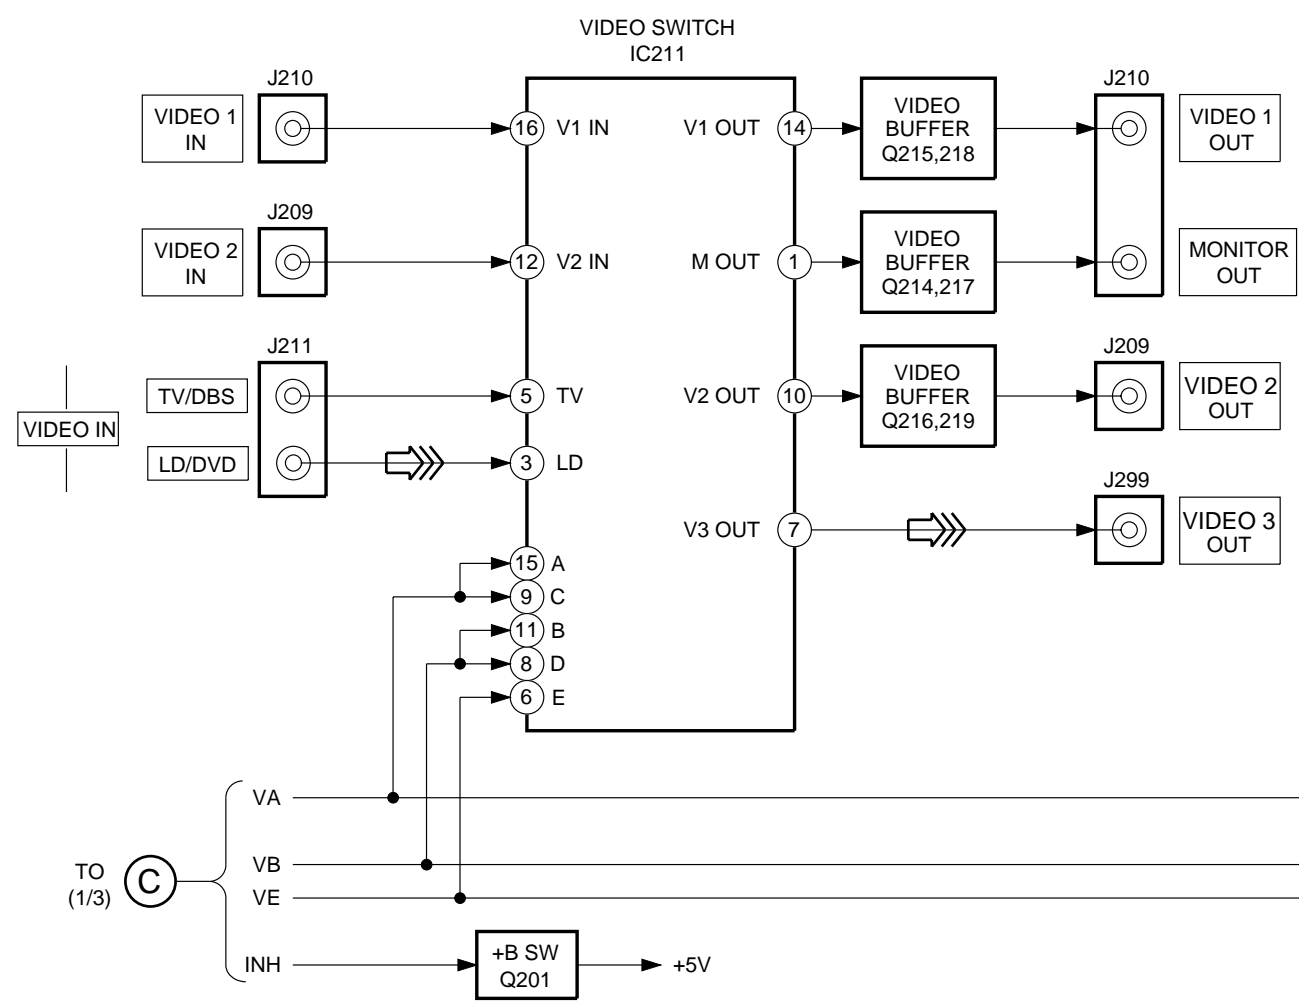 VIDEO SWITCH
IC211
J210
VIDEO 1
IN
16 V1 IN
V1 OUT 14
VIDEO
BUFFER
Q215,218
J210
VIDEO 1
OUT
J209
VIDEO 2
IN
12 V2 IN
M OUT 1
VIDEO
BUFFER
Q214,217
MONITOR
OUT
J211
VIDEO IN
TV/DBS
5 TV
V2 OUT 10
VIDEO
BUFFER
Q216,219
J209
VIDEO 2
OUT
LD/DVD
3 LD
V3 OUT 7
J299
VIDEO 3
OUT
15 A
9 C
11 B
8 D
6 E
TO
(1/3)
C
VA
VB
VE
INH
+B SW
Q201
+5V